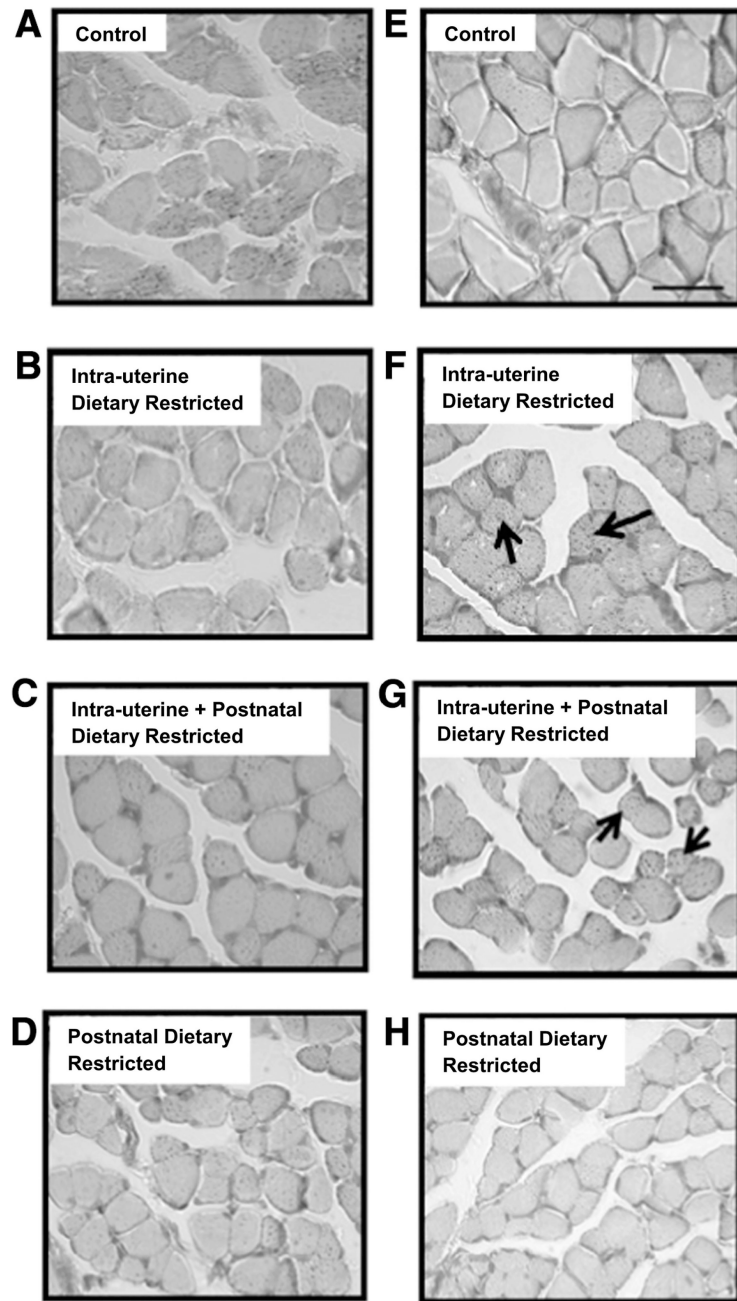 A
Control
E
Control
B
Intra-uterine
Dietary Restricted
F
Intra-uterine
Dietary Restricted
C
Intra-uterine + Postnatal
Dietary Restricted
G
Intra-uterine + Postnatal
Dietary Restricted
D
Postnatal Dietary
Restricted
H
Postnatal Dietary
Restricted